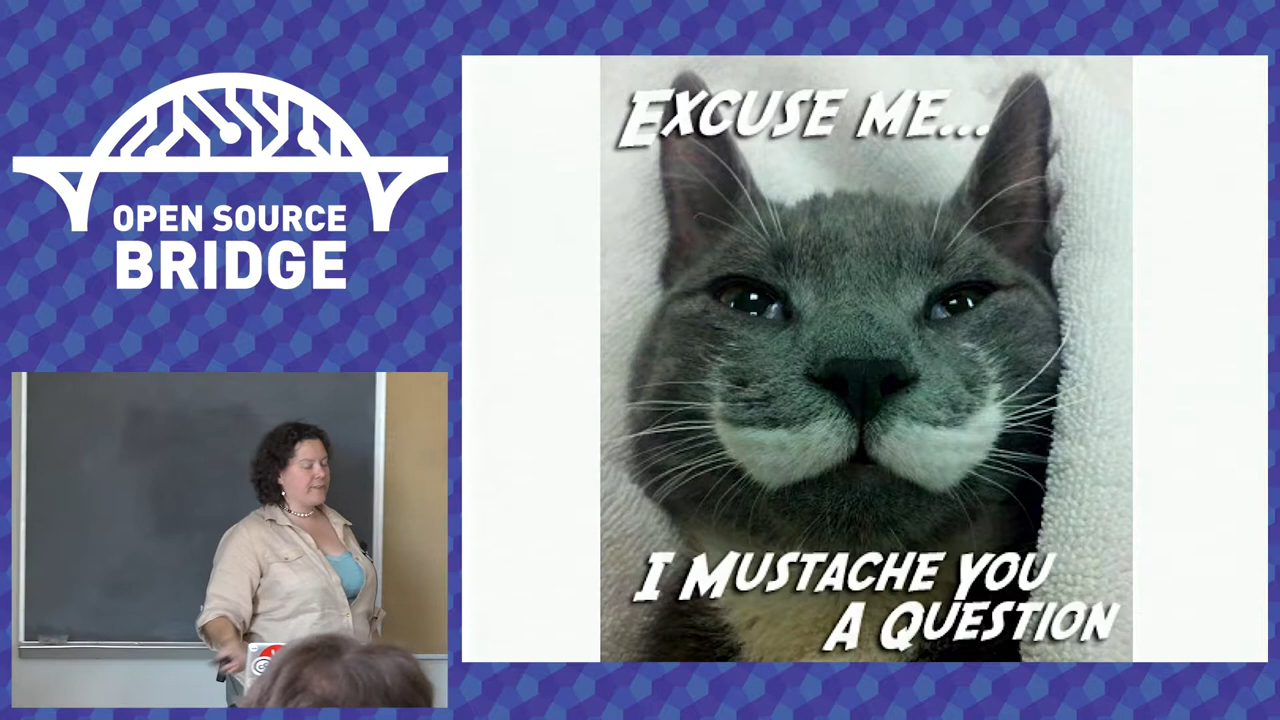 OPEN SOURCE
BRIDGE
EXCUSE ME...
I MUSTACHE YOU
A QUESTION